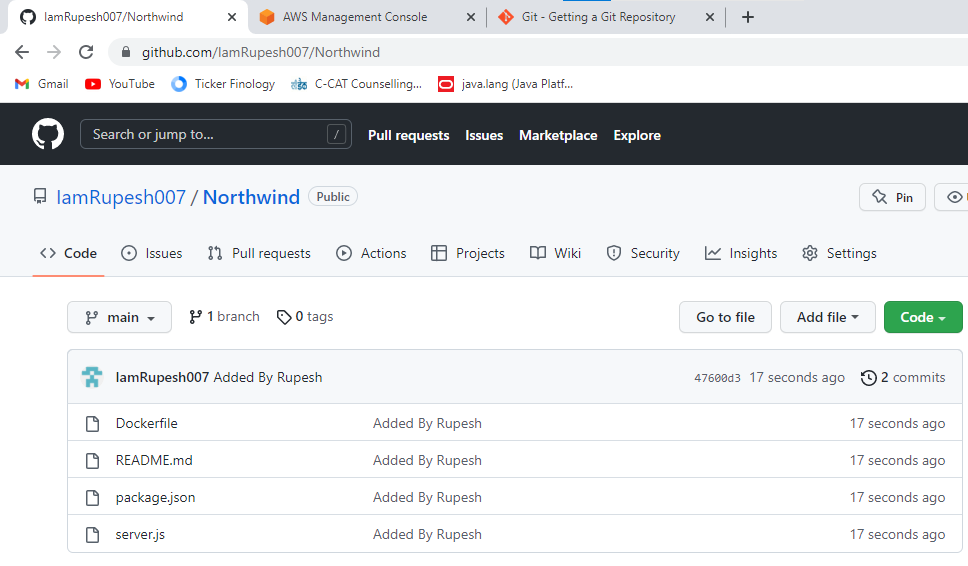 IamRupesh007/Northwind
AWS Management Console
Git - Getting a Git Repository
github.com/IamRupesh007/Northwind
Gmail YouTube Ticker Finology C-CAT Counselling... java.lang (Java Platf...
Search or jump to... / Pull requests Issues Marketplace Explore
IamRupesh007 / Northwind Public Pin
Code Issues Pull requests Actions Projects Wiki Security Insights Settings
main 1 branch 0 tags Go to file Add file Code
IamRupesh007 Added By Rupesh 47600d3 17 seconds ago 2 commits
Dockerfile Added By Rupesh 17 seconds ago
README.md Added By Rupesh 17 seconds ago
package.json Added By Rupesh 17 seconds ago
server.js Added By Rupesh 17 seconds ago